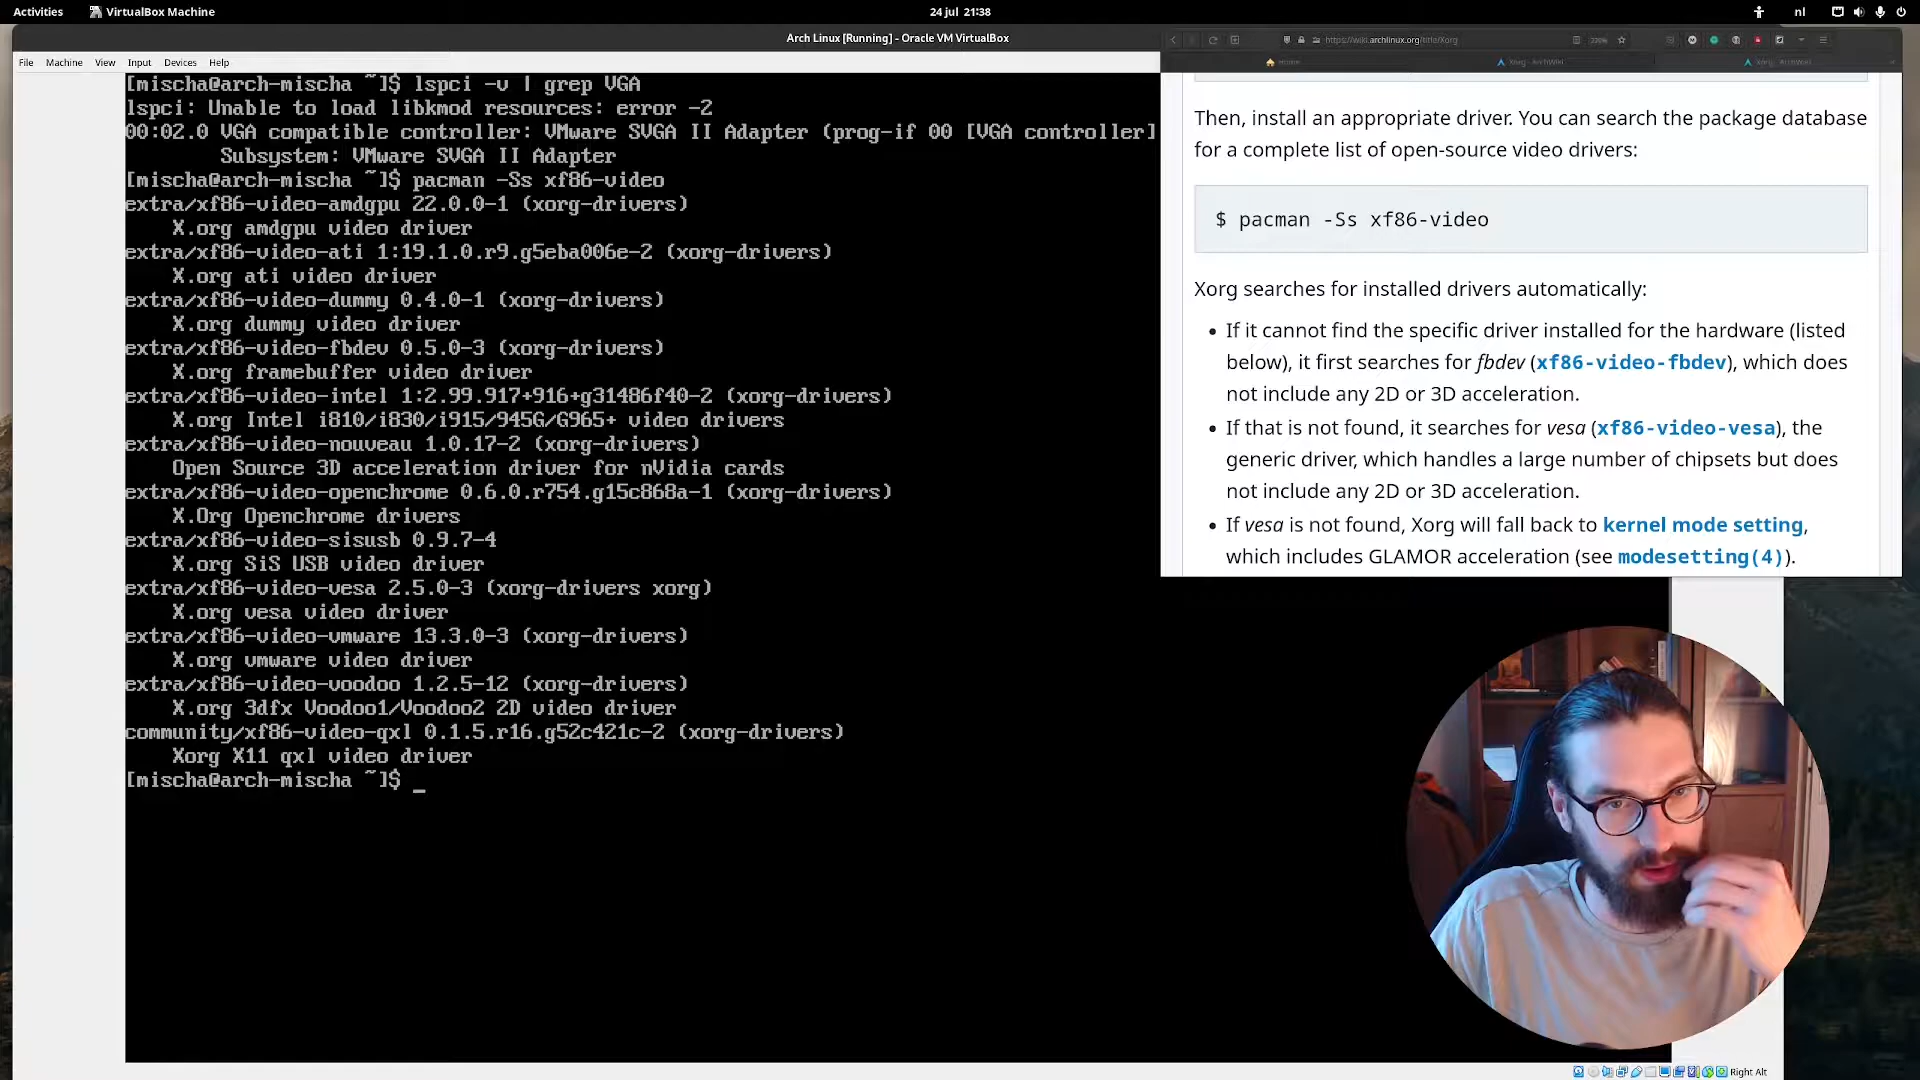 Activities
VirtualBox Machine
24 jul 21:38
nl
Arch Linux [Running] - Oracle VM VirtualBox
File Machine View Input Devices Help
[mischa@arch-mischa ~]$ lspci -v | grep VGA
lspci: Unable to load libkmod resources: error -2
00:02.0 VGA compatible controller: VMware SVGA II Adapter (prog-if 00 [VGA controller]
Subsystem: VMware SVGA II Adapter
[mischa@arch-mischa ~]$ pacman -Ss xf86-video
extra/xf86-video-amdgpu 22.0.0-1 (xorg-drivers)
X.org amdgpu video driver
extra/xf86-video-ati 1:19.1.0.r9.g5eba006e-2 (xorg-drivers)
X.org ati video driver
extra/xf86-video-dummy 0.4.0-1 (xorg-drivers)
X.org dummy video driver
extra/xf86-video-fbdev 0.5.0-3 (xorg-drivers)
X.org framebuffer video driver
extra/xf86-video-intel 1:2.99.917+916+g31486f40-2 (xorg-drivers)
X.org Intel i810/i830/i915/945G/G965+ video drivers
extra/xf86-video-nouveau 1.0.17-2 (xorg-drivers)
Open Source 3D acceleration driver for nVidia cards
extra/xf86-video-openchrome 0.6.0.r754.g15c868a-1 (xorg-drivers)
X.Org Openchrome drivers
extra/xf86-video-sisusb 0.9.7-4
X.org SiS USB video driver
extra/xf86-video-vesa 2.5.0-3 (xorg-drivers xorg)
X.org vesa video driver
extra/xf86-video-vmware 13.3.0-3 (xorg-drivers)
X.org vmware video driver
extra/xf86-video-voodoo 1.2.5-12 (xorg-drivers)
X.org 3dfx Voodoo1/Voodoo2 2D video driver
community/xf86-video-qxl 0.1.5.r16.g52c421c-2 (xorg-drivers)
Xorg X11 qxl video driver
[mischa@arch-mischa ~]$ _
https://wiki.archlinux.org/title/Xorg
Home
Xorg - ArchWiki
Xorg - ArchWiki
Then, install an appropriate driver. You can search the package database
for a complete list of open-source video drivers:
$ pacman -Ss xf86-video
Xorg searches for installed drivers automatically:
• If it cannot find the specific driver installed for the hardware (listed
below), it first searches for fbdev (xf86-video-fbdev), which does
not include any 2D or 3D acceleration.
• If that is not found, it searches for vesa (xf86-video-vesa), the
generic driver, which handles a large number of chipsets but does
not include any 2D or 3D acceleration.
• If vesa is not found, Xorg will fall back to kernel mode setting,
which includes GLAMOR acceleration (see modesetting(4)).
Right Alt